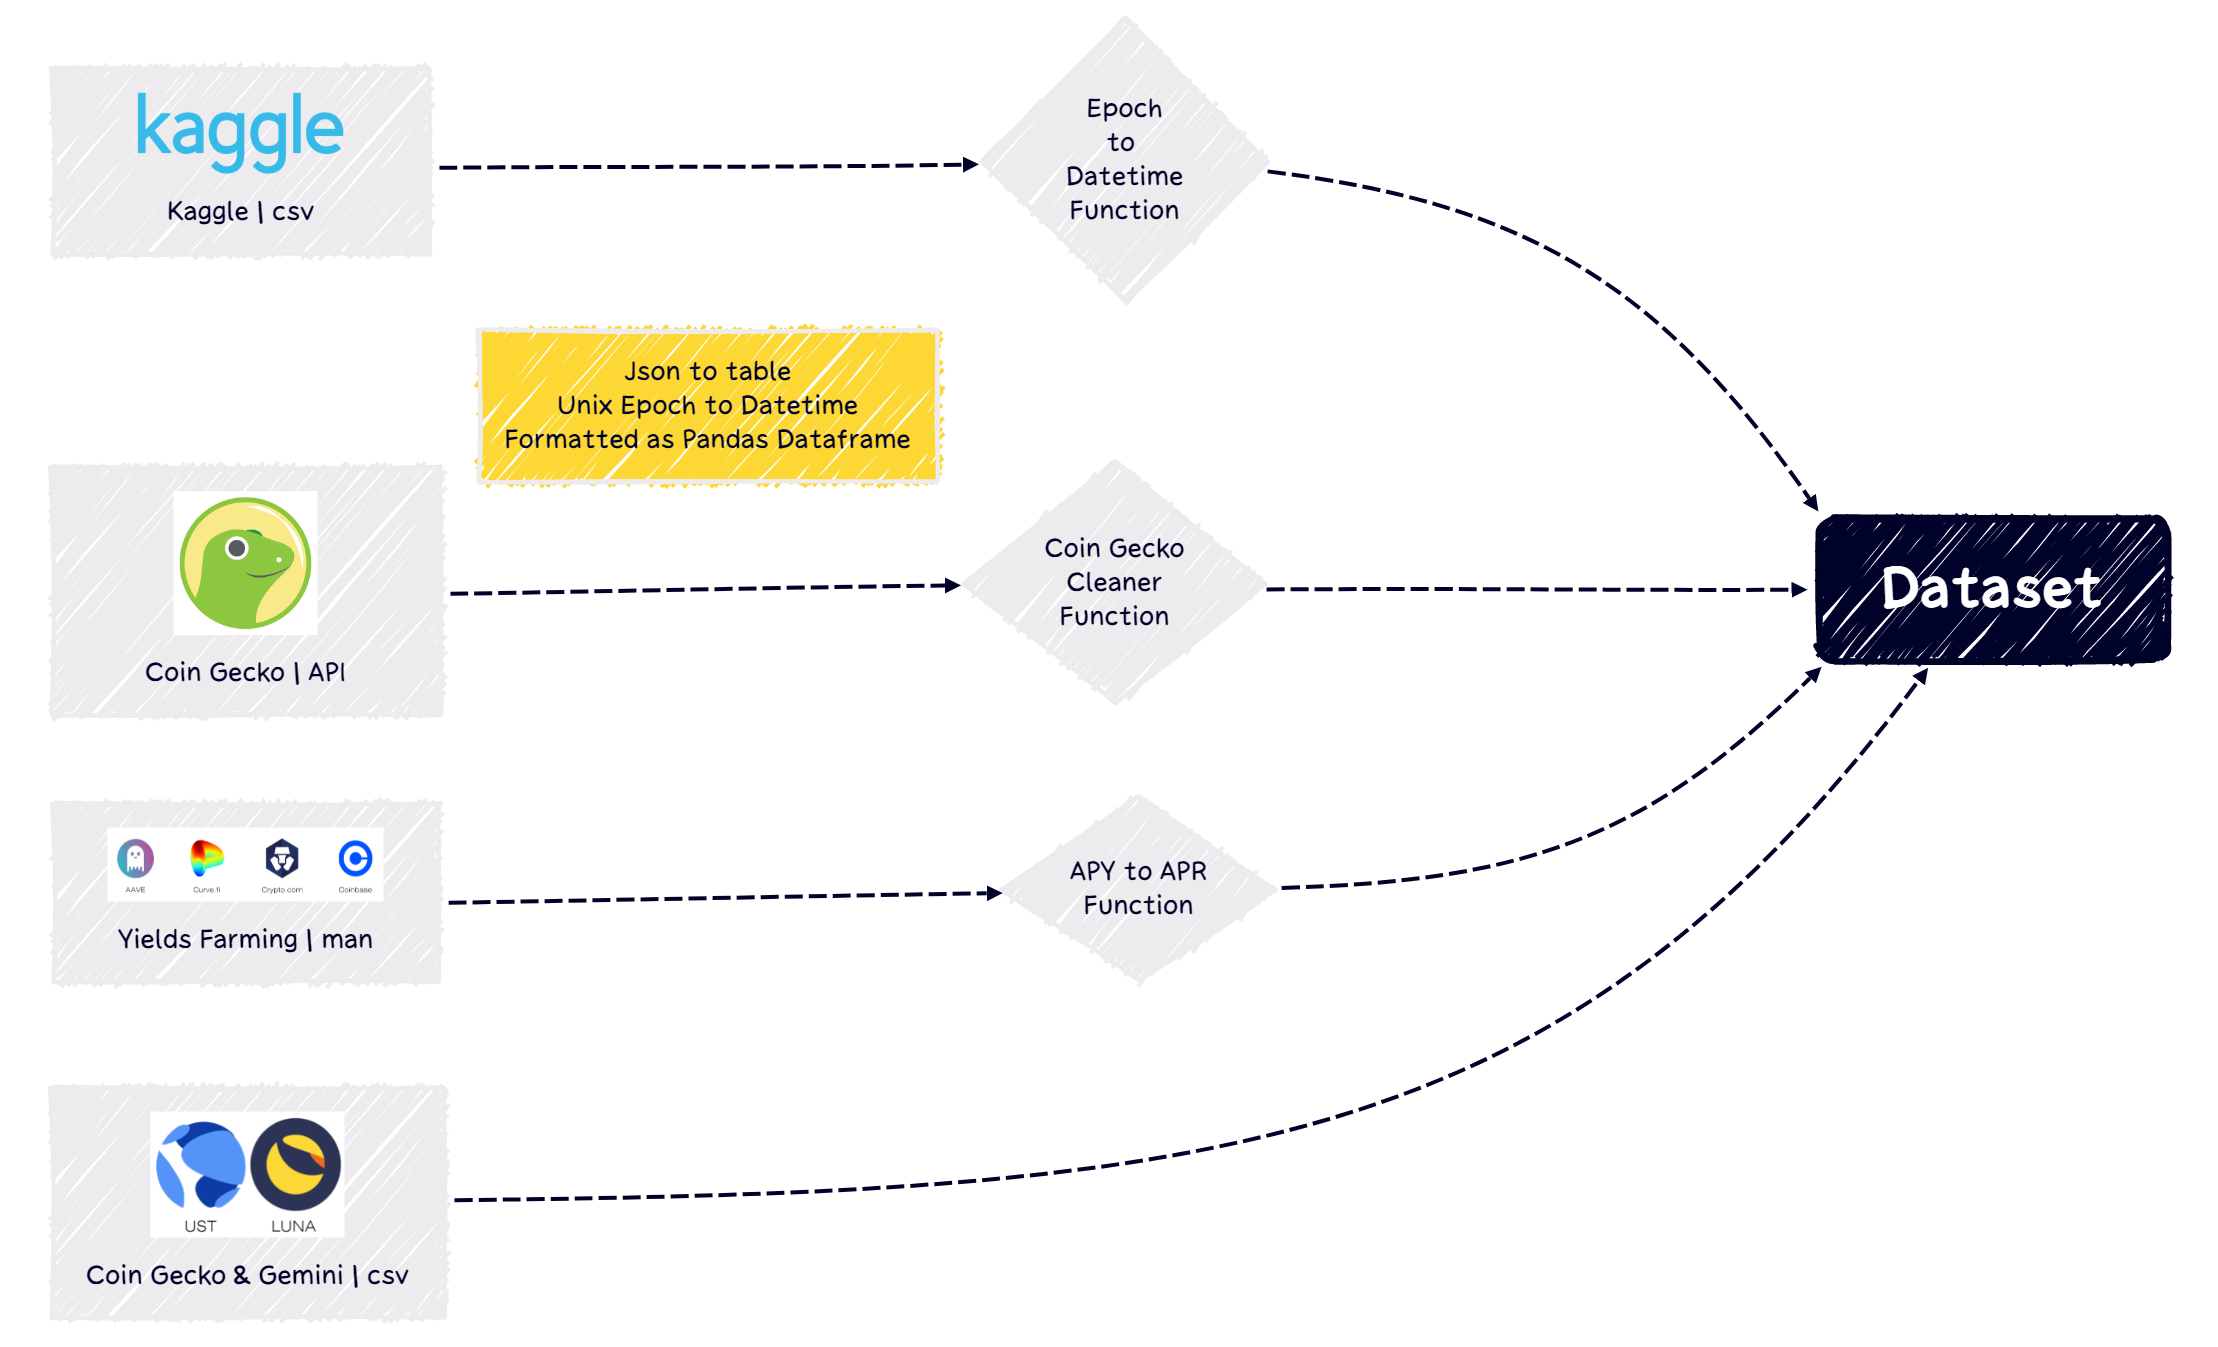 kaggle
Kaggle | csv
Epoch
to
Datetime
Function
Json to table
Unix Epoch to Datetime
Formatted as Pandas Dataframe
Coin Gecko | API
Coin Gecko
Cleaner
Function
Dataset
AAVE
Curve.fi
Crypto.com
Coinbase
Yields Farming | man
APY to APR
Function
UST
LUNA
Coin Gecko & Gemini | csv